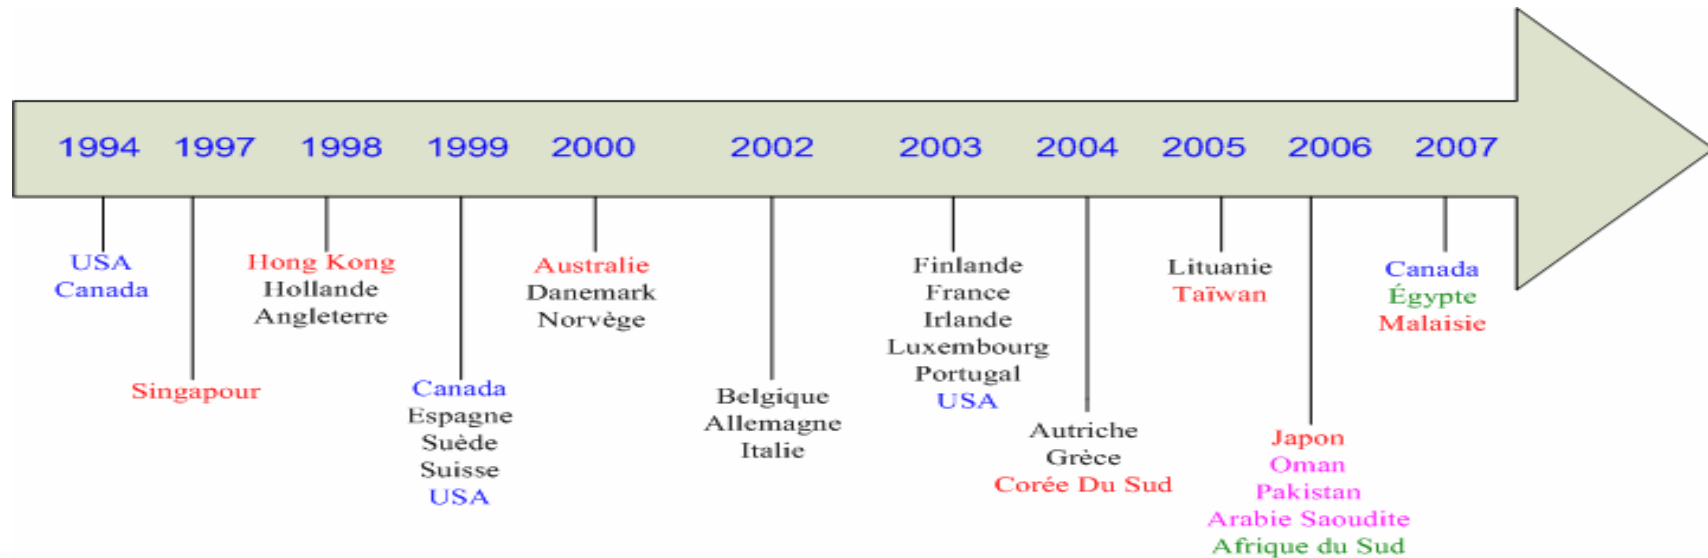 1994
1997
1998
1999
2000
2002
2003
2004
2005
2006
2007
USA
Canada
Singapour
Hong Kong
Hollande
Angleterre
Canada
Espagne
Suède
Suisse
USA
Australie
Danemark
Norvège
Belgique
Allemagne
Italie
Finlande
France
Irlande
Luxembourg
Portugal
USA
Autriche
Grèce
Corée Du Sud
Lituanie
Taïwan
Japon
Oman
Pakistan
Arabie Saoudite
Afrique du Sud
Canada
Égypte
Malaisie